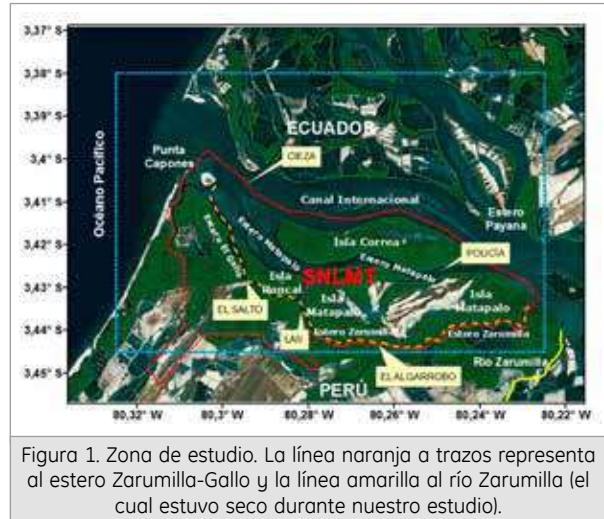 3,37° S
3,38° S
3,39° S
3,4° S
3,41° S
3,42° S
3,43° S
3,44° S
3,45° S
Océano Pacífico
ECUADOR
Punta
Capones
CIEZA
Canal Internacional
Estero
Payana
Isla Correa
POLICÍA
Estero Matapalo
Estero Matapalo
Estero El Gallo
Isla
Roncal
SNLMT
Isla
Matapalo
Isla
Matapalo
EL SALTO
LAN
Estero Zarumilla
Estero Zarumilla
Río Zarumilla
EL ALGARROBO
PERÚ
80,32° W
80,3° W
80,28° W
80,26° W
80,24° W
80,22° W
Figura 1. Zona de estudio. La línea naranja a trazos representa
al estero Zarumilla-Gallo y la línea amarilla al río Zarumilla (el
cual estuvo seco durante nuestro estudio).